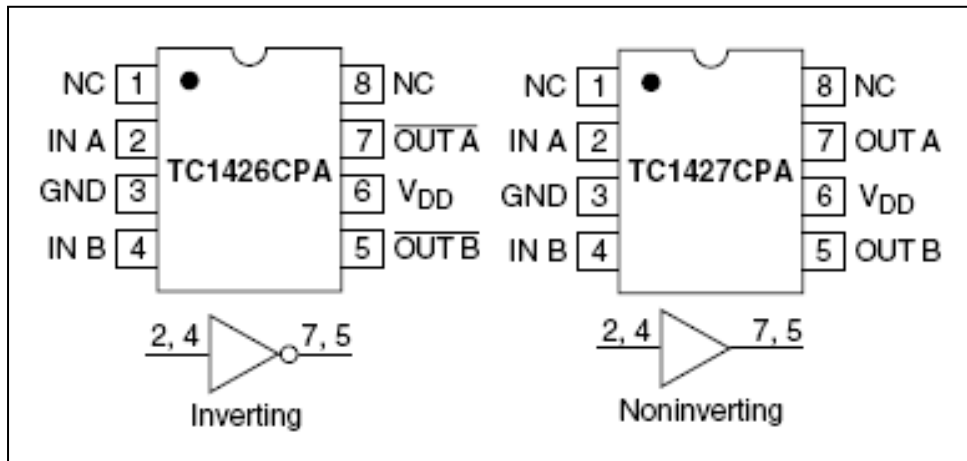 NC 1 8 NC
IN A 2 7 O̅U̅T̅ ̅A̅
TC1426CPA
GND 3 6 VDD
IN B 4 5 O̅U̅T̅ ̅B̅
2, 4 7, 5
Inverting
NC 1 8 NC
IN A 2 7 OUT A
TC1427CPA
GND 3 6 VDD
IN B 4 5 OUT B
2, 4 7, 5
Noninverting